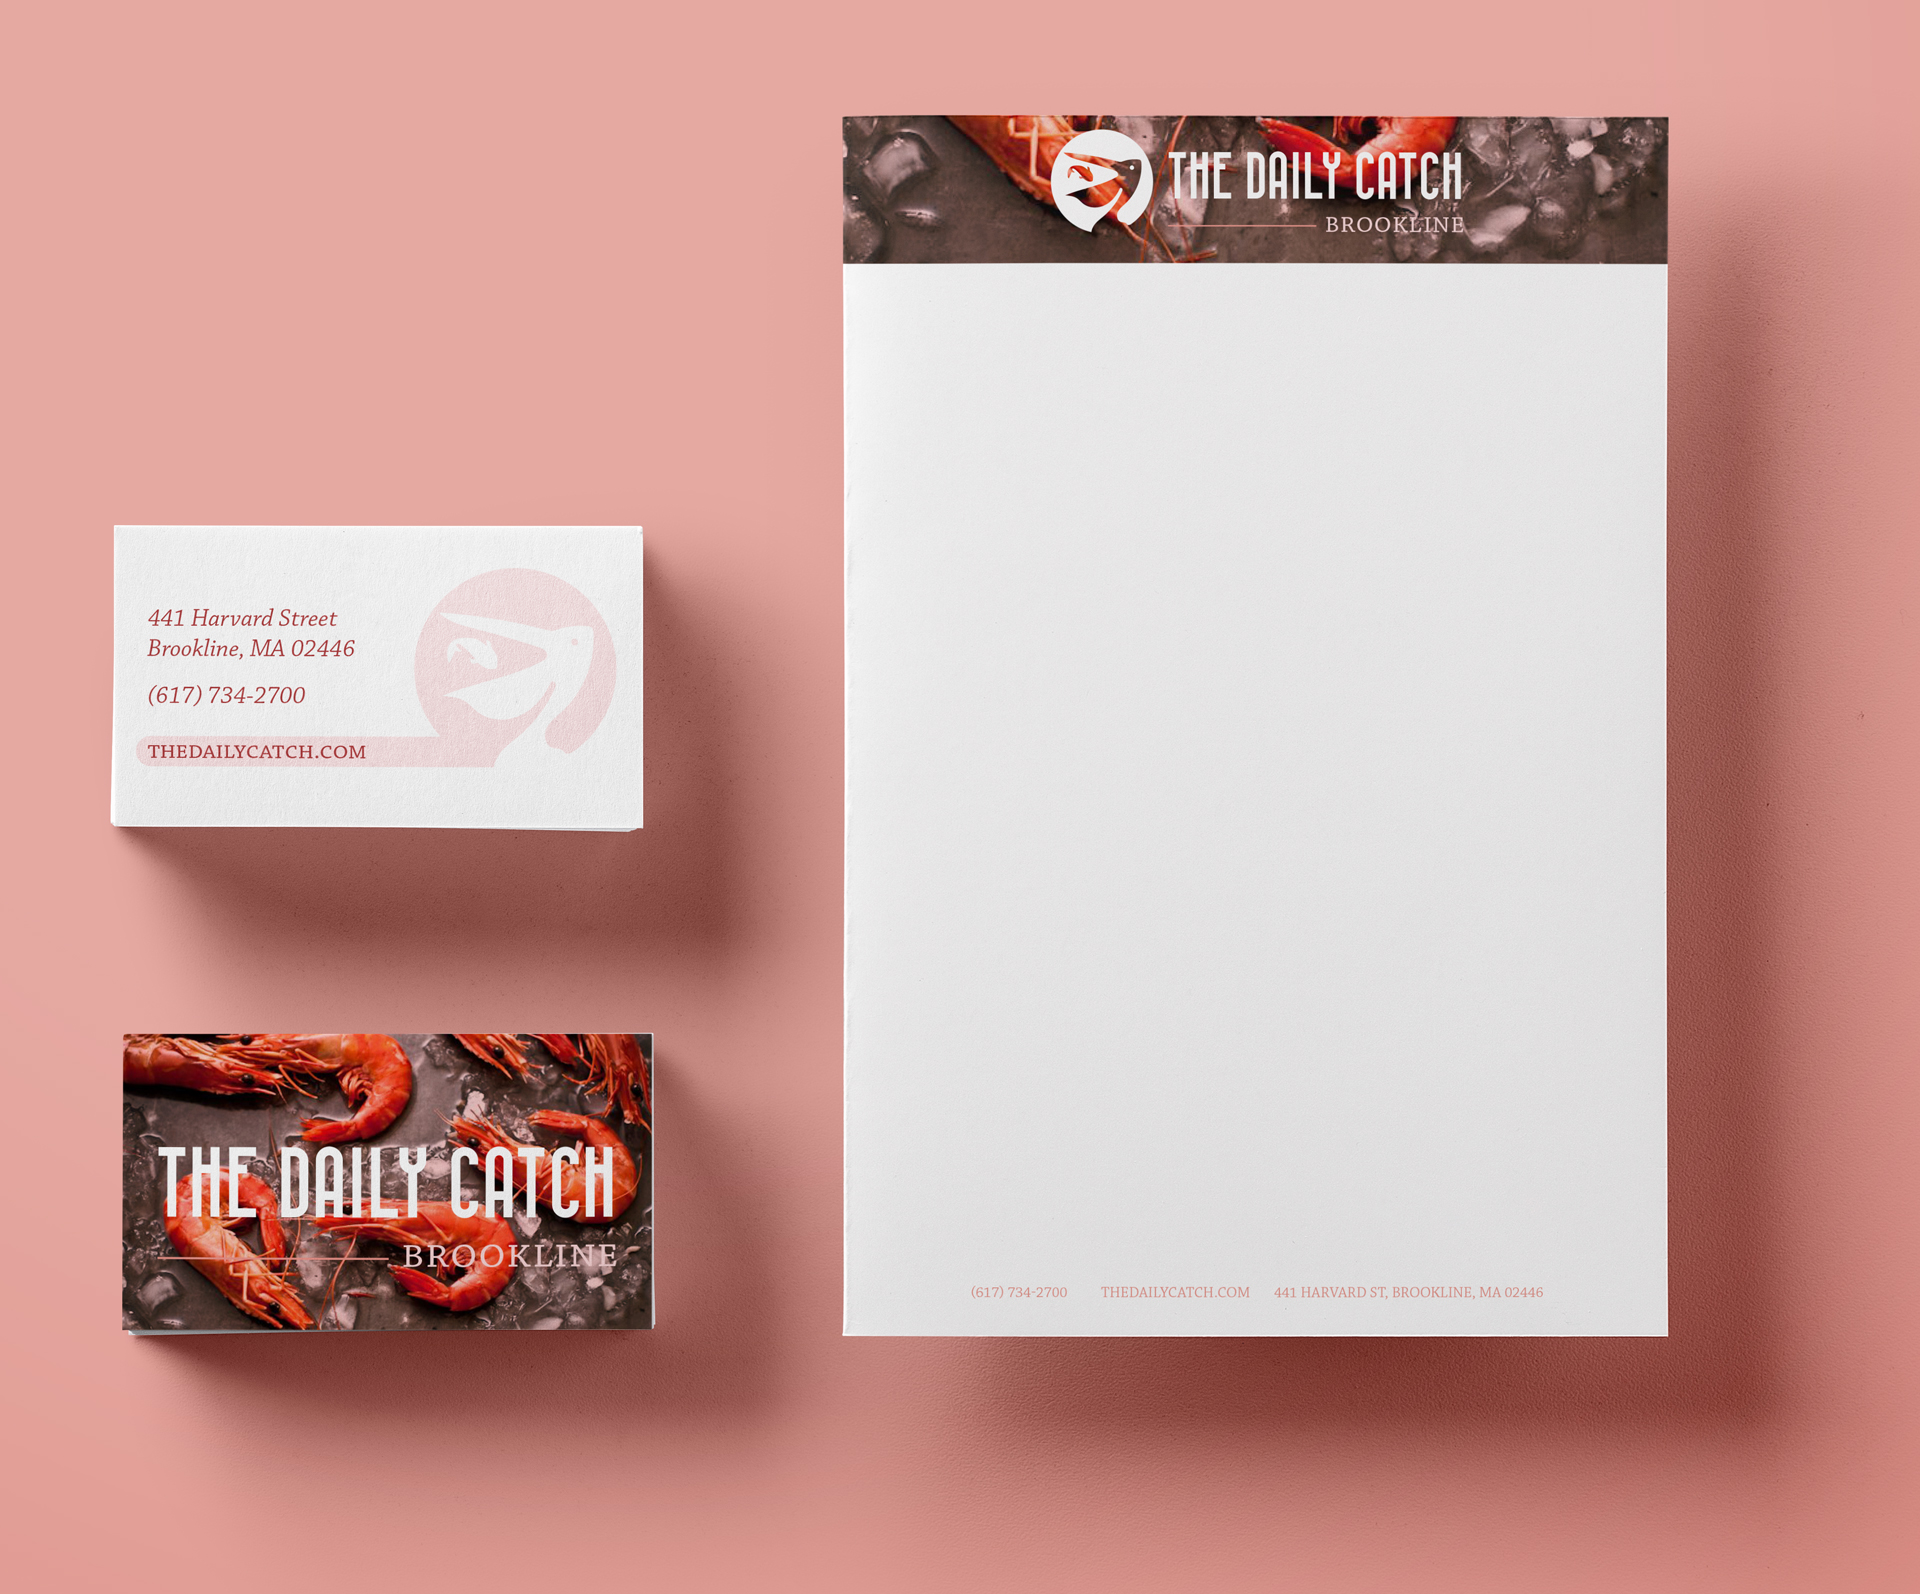 441 Harvard Street
Brookline, MA 02446
(617) 734-2700
THEDAILYCATCH.COM
THE DAILY CATCH
BROOKLINE
THE DAILY CATCH
BROOKLINE
(617) 734-2700 THEDAILYCATCH.COM 441 HARVARD ST, BROOKLINE, MA 02446